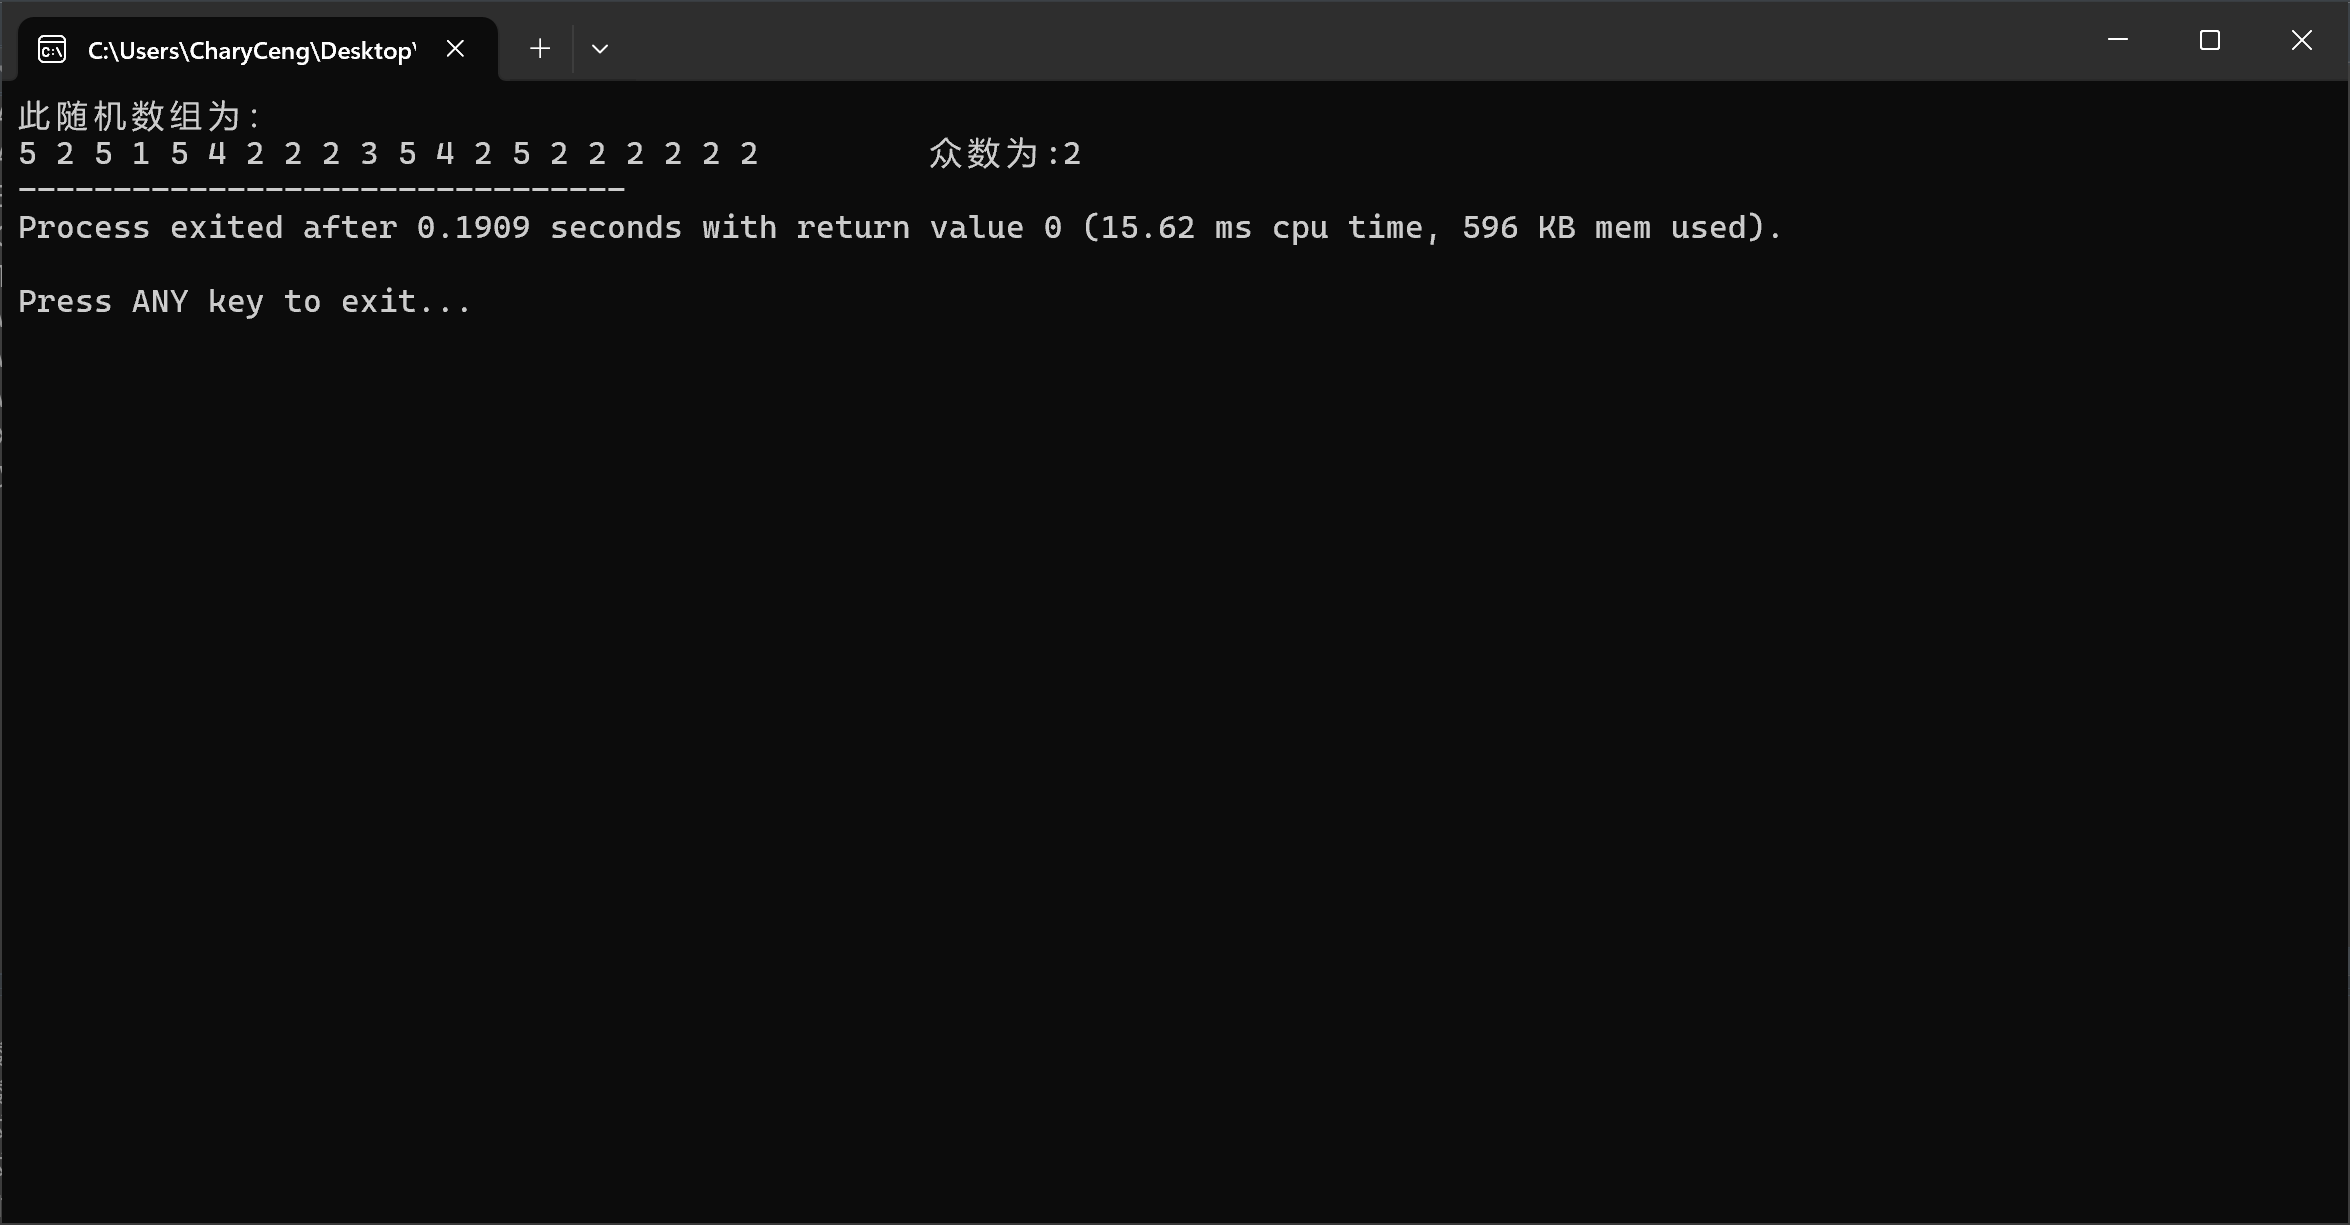 C:\Users\CharyCeng\Desktop\
此随机数组为:
5 2 5 1 5 4 2 2 2 3 5 4 2 5 2 2 2 2 2 2 众数为:2
--------------------------------
Process exited after 0.1909 seconds with return value 0 (15.62 ms cpu time, 596 KB mem used).
Press ANY key to exit...